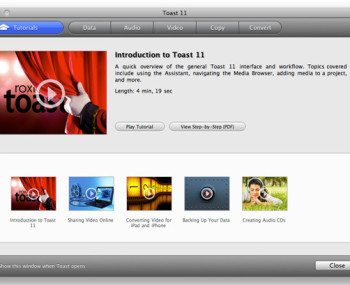 Toast 11
Tutorials
Data
Audio
Video
Copy
Convert
Introduction to Toast 11
A quick overview of the general Toast 11 interface and workflow. Topics covered
include using the Assistant, navigating the Media Browser, adding media to a project,
and more.
Length: 4 min, 19 sec
roxi
toast
Play Tutorial
View Step-by-Step (PDF)
Introduction to Toast
11
Sharing Video Online
Converting Video for
iPad and iPhone
Backing Up Your Data
Creating Audio CDs
Show this window when Toast opens
Close